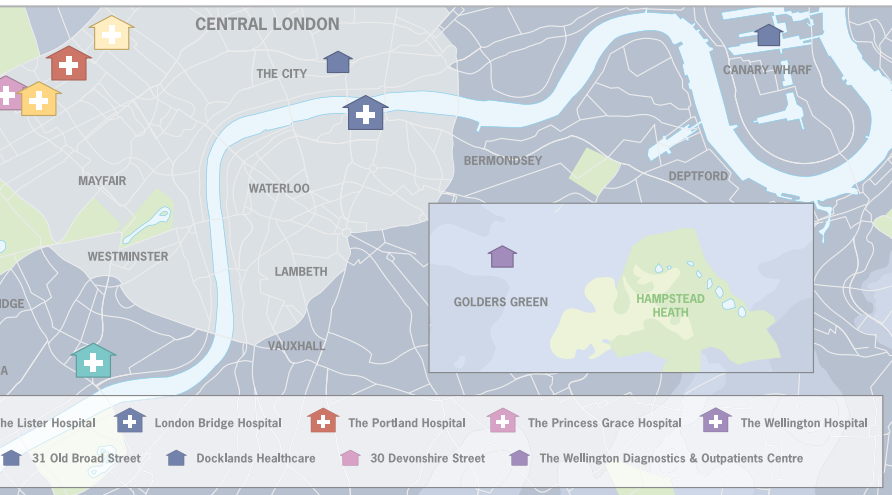 CENTRAL LONDON
THE CITY
CANARY WHARF
BERMONDSEY
DEPTFORD
MAYFAIR
WATERLOO
WESTMINSTER
LAMBETH
GOLDERS GREEN
HAMPSTEAD
HEATH
DGE
VAUXHALL
A
he Lister Hospital London Bridge Hospital The Portland Hospital The Princess Grace Hospital The Wellington Hospital
31 Old Broad Street Docklands Healthcare 30 Devonshire Street The Wellington Diagnostics & Outpatients Centre